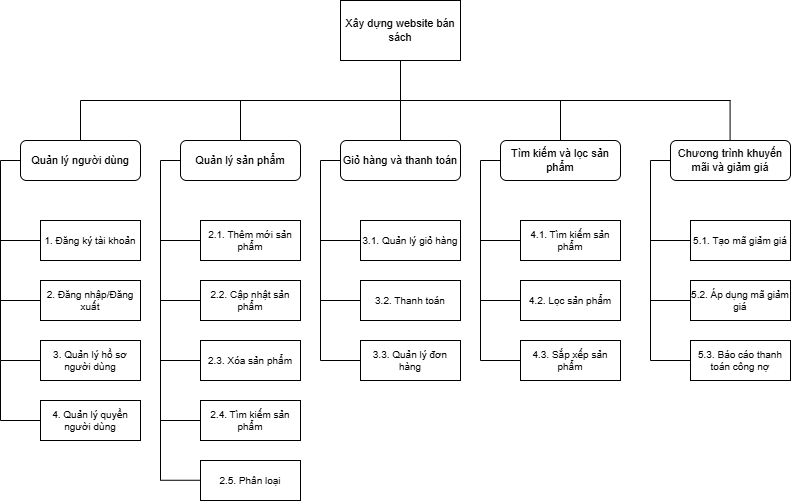 Xây dựng website bán
sách
Quản lý người dùng
Quản lý sản phẩm
Giỏ hàng và thanh toán
Tìm kiếm và lọc sản
phẩm
Chương trình khuyến
mãi và giảm giá
1. Đăng ký tài khoản
2. Đăng nhập/Đăng
xuất
3. Quản lý hồ sơ
người dùng
4. Quản lý quyền
người dùng
2.1. Thêm mới sản
phẩm
2.2. Cập nhật sản
phẩm
2.3. Xóa sản phẩm
2.4. Tìm kiếm sản
phẩm
2.5. Phân loại
3.1. Quản lý giỏ hàng
3.2. Thanh toán
3.3. Quản lý đơn
hàng
4.1. Tìm kiếm sản
phẩm
4.2. Lọc sản phẩm
4.3. Sắp xếp sản
phẩm
5.1. Tạo mã giảm giá
5.2. Áp dụng mã giảm
giá
5.3. Báo cáo thanh
toán công nợ